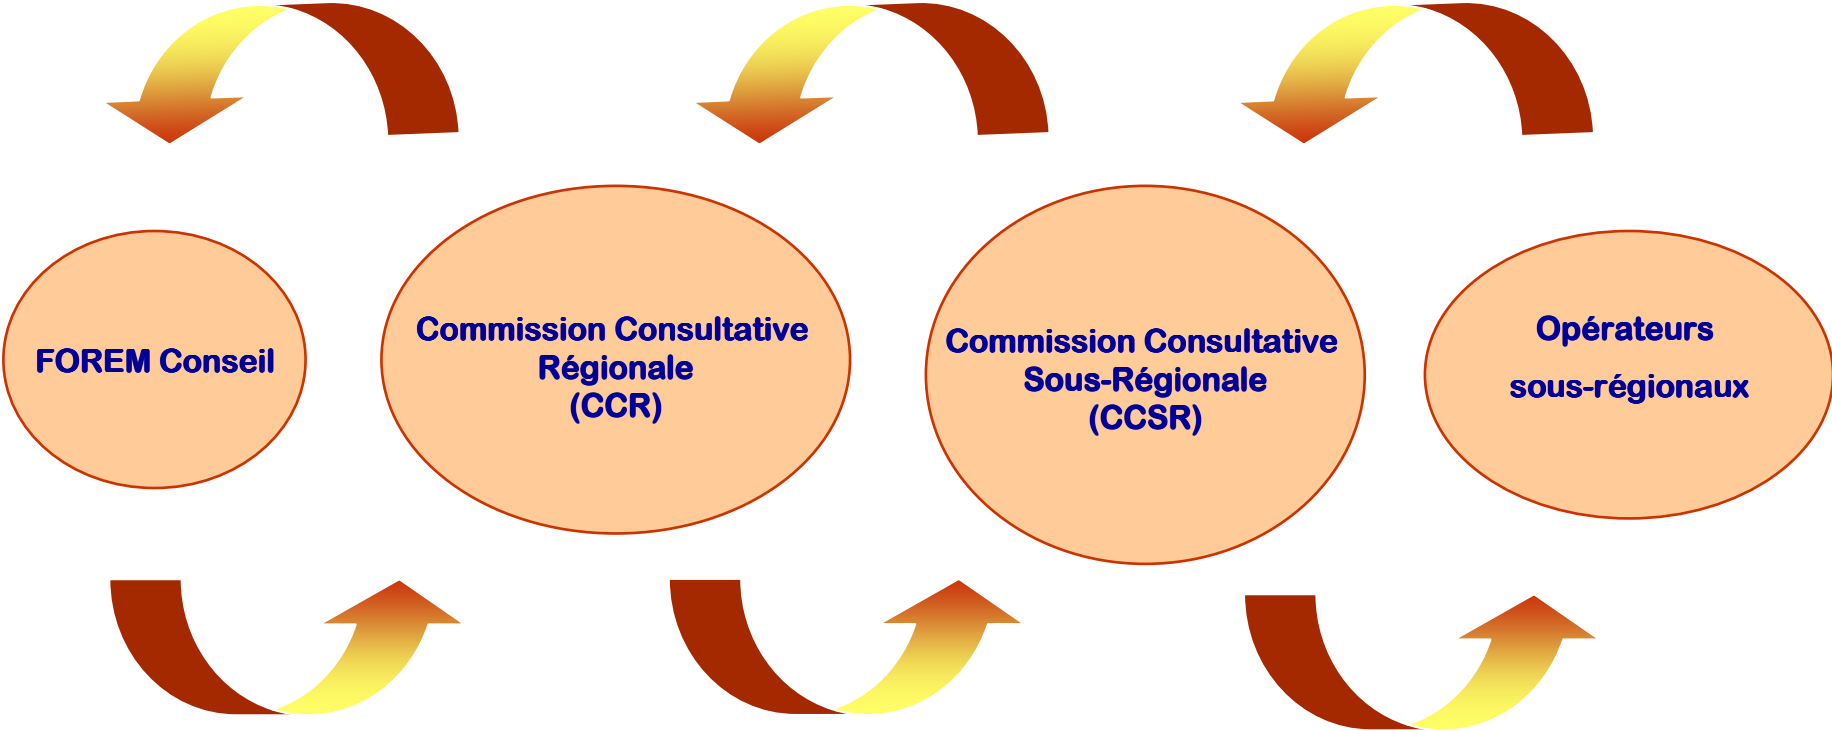 FOREM Conseil
Commission Consultative
Régionale
(CCR)
Commission Consultative
Sous-Régionale
(CCSR)
Opérateurs
sous-régionaux